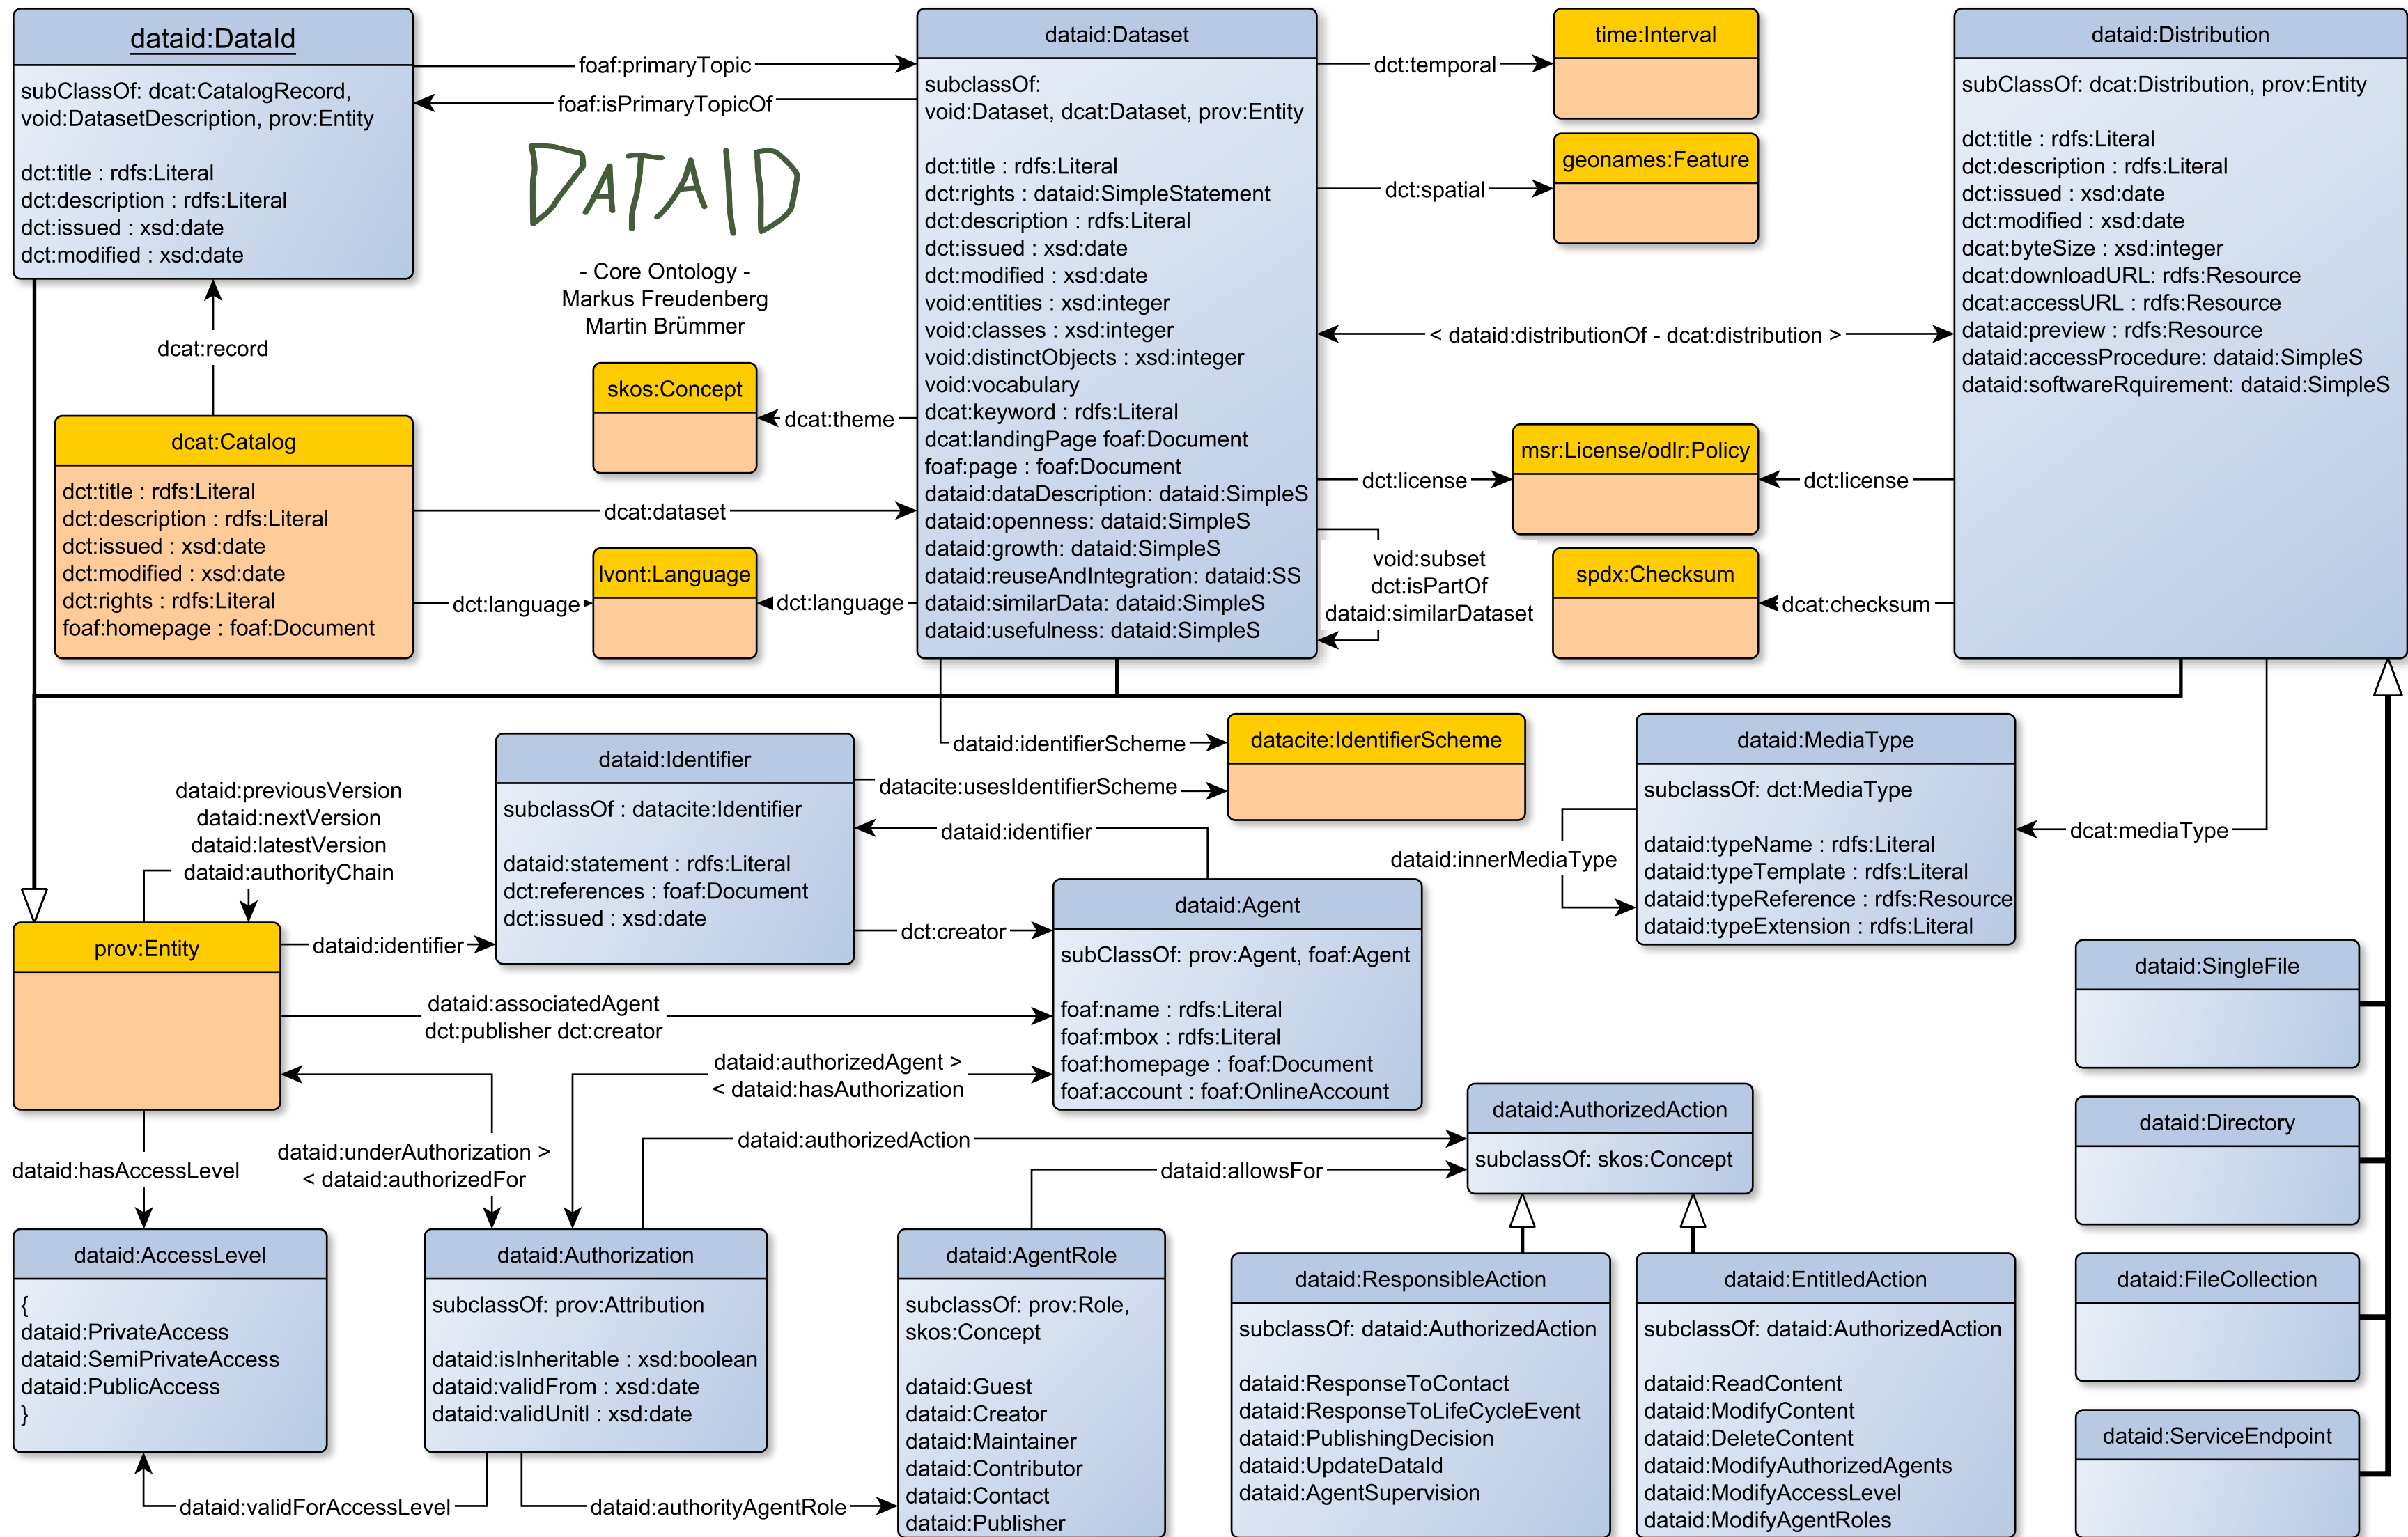 dataid:DataId
subClassOf: dcat:CatalogRecord,
void:DatasetDescription, prov:Entity
dct:title : rdfs:Literal
dct:description : rdfs:Literal
dct:issued : xsd:date
dct:modified : xsd:date
foaf:primaryTopic
foaf:isPrimaryTopicOf
DATAID
- Core Ontology -
Markus Freudenberg
Martin Brümmer
dcat:record
dcat:Catalog
dct:title : rdfs:Literal
dct:description : rdfs:Literal
dct:issued : xsd:date
dct:modified : xsd:date
dct:rights : rdfs:Literal
foaf:homepage : foaf:Document
skos:Concept
dcat:theme
dcat:dataset
lvont:Language
dct:language
dct:language
dataid:Dataset
subclassOf:
void:Dataset, dcat:Dataset, prov:Entity
dct:title : rdfs:Literal
dct:rights : dataid:SimpleStatement
dct:description : rdfs:Literal
dct:issued : xsd:date
dct:modified : xsd:date
void:entities : xsd:integer
void:classes : xsd:integer
void:distinctObjects : xsd:integer
void:vocabulary
dcat:keyword : rdfs:Literal
dcat:landingPage foaf:Document
foaf:page : foaf:Document
dataid:dataDescription: dataid:SimpleS
dataid:openness: dataid:SimpleS
dataid:growth: dataid:SimpleS
dataid:reuseAndIntegration: dataid:SS
dataid:similarData: dataid:SimpleS
dataid:usefulness: dataid:SimpleS
dct:temporal
time:Interval
dct:spatial
geonames:Feature
< dataid:distributionOf - dcat:distribution >
dct:license
msr:License/odlr:Policy
dct:license
void:subset
dct:isPartOf
dataid:similarDataset
spdx:Checksum
dcat:checksum
dataid:Distribution
subClassOf: dcat:Distribution, prov:Entity
dct:title : rdfs:Literal
dct:description : rdfs:Literal
dct:issued : xsd:date
dct:modified : xsd:date
dcat:byteSize : xsd:integer
dcat:downloadURL: rdfs:Resource
dcat:accessURL : rdfs:Resource
dataid:preview : rdfs:Resource
dataid:accessProcedure: dataid:SimpleS
dataid:softwareRquirement: dataid:SimpleS
dataid:identifierScheme
datacite:IdentifierScheme
datacite:usesIdentifierScheme
dataid:identifier
dataid:Identifier
subclassOf : datacite:Identifier
dataid:statement : rdfs:Literal
dct:references : foaf:Document
dct:issued : xsd:date
dataid:previousVersion
dataid:nextVersion
dataid:latestVersion
dataid:authorityChain
prov:Entity
dataid:identifier
dct:creator
dataid:associatedAgent
dct:publisher dct:creator
dataid:Agent
subClassOf: prov:Agent, foaf:Agent
foaf:name : rdfs:Literal
foaf:mbox : rdfs:Literal
foaf:homepage : foaf:Document
foaf:account : foaf:OnlineAccount
dataid:MediaType
subclassOf: dct:MediaType
dataid:typeName : rdfs:Literal
dataid:typeTemplate : rdfs:Literal
dataid:typeReference : rdfs:Resource
dataid:typeExtension : rdfs:Literal
dataid:innerMediaType
dcat:mediaType
dataid:SingleFile
dataid:Directory
dataid:FileCollection
dataid:ServiceEndpoint
dataid:authorizedAgent >
< dataid:hasAuthorization
dataid:underAuthorization >
< dataid:authorizedFor
dataid:hasAccessLevel
dataid:authorizedAction
dataid:allowsFor
dataid:AuthorizedAction
subclassOf: skos:Concept
dataid:AccessLevel
{
dataid:PrivateAccess
dataid:SemiPrivateAccess
dataid:PublicAccess
}
dataid:Authorization
subclassOf: prov:Attribution
dataid:isInheritable : xsd:boolean
dataid:validFrom : xsd:date
dataid:validUnitl : xsd:date
dataid:validForAccessLevel
dataid:authorityAgentRole
dataid:AgentRole
subclassOf: prov:Role,
skos:Concept
dataid:Guest
dataid:Creator
dataid:Maintainer
dataid:Contributor
dataid:Contact
dataid:Publisher
dataid:ResponsibleAction
subclassOf: dataid:AuthorizedAction
dataid:ResponseToContact
dataid:ResponseToLifeCycleEvent
dataid:PublishingDecision
dataid:UpdateDataId
dataid:AgentSupervision
dataid:EntitledAction
subclassOf: dataid:AuthorizedAction
dataid:ReadContent
dataid:ModifyContent
dataid:DeleteContent
dataid:ModifyAuthorizedAgents
dataid:ModifyAccessLevel
dataid:ModifyAgentRoles